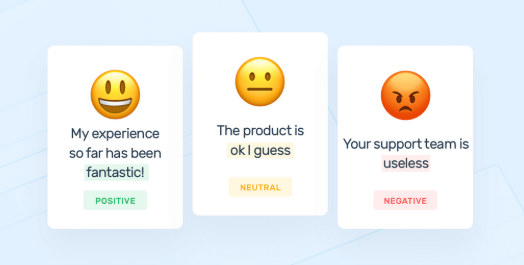 My experience
so far has been
fantastic!
POSITIVE
The product is
ok I guess
NEUTRAL
Your support team is
useless
NEGATIVE